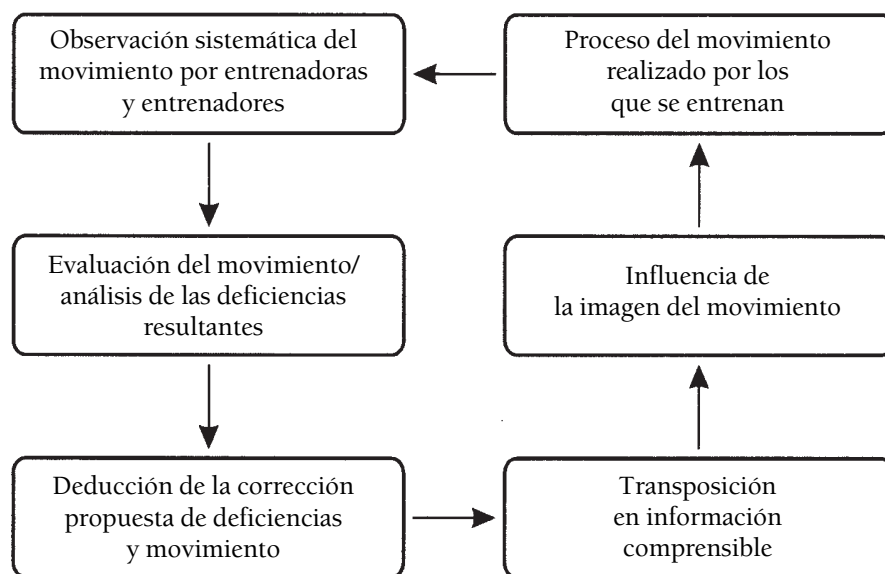 Observación sistemática del
movimiento por entrenadoras
y entrenadores
Proceso del movimiento
realizado por los
que se entrenan
Evaluación del movimiento/
análisis de las deficiencias
resultantes
Influencia de
la imagen del movimiento
Deducción de la corrección
propuesta de deficiencias
y movimiento
Transposición
en información
comprensible